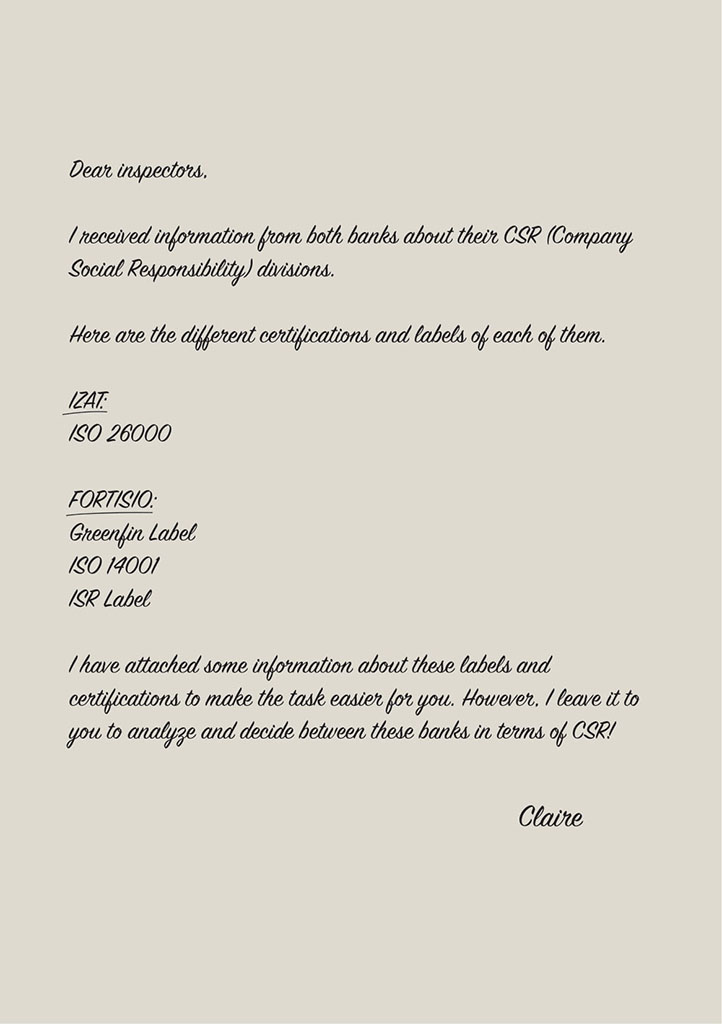 Dear inspectors,
I received information from both banks about their CSR (Company
Social Responsibility) divisions.
Here are the different certifications and labels of each of them.
IZAT:
ISO 26000
FORTISIO:
Greenfin Label
ISO 14001
ISR Label
I have attached some information about these labels and
certifications to make the task easier for you. However, I leave it to
you to analyze and decide between these banks in terms of CSR!
Claire